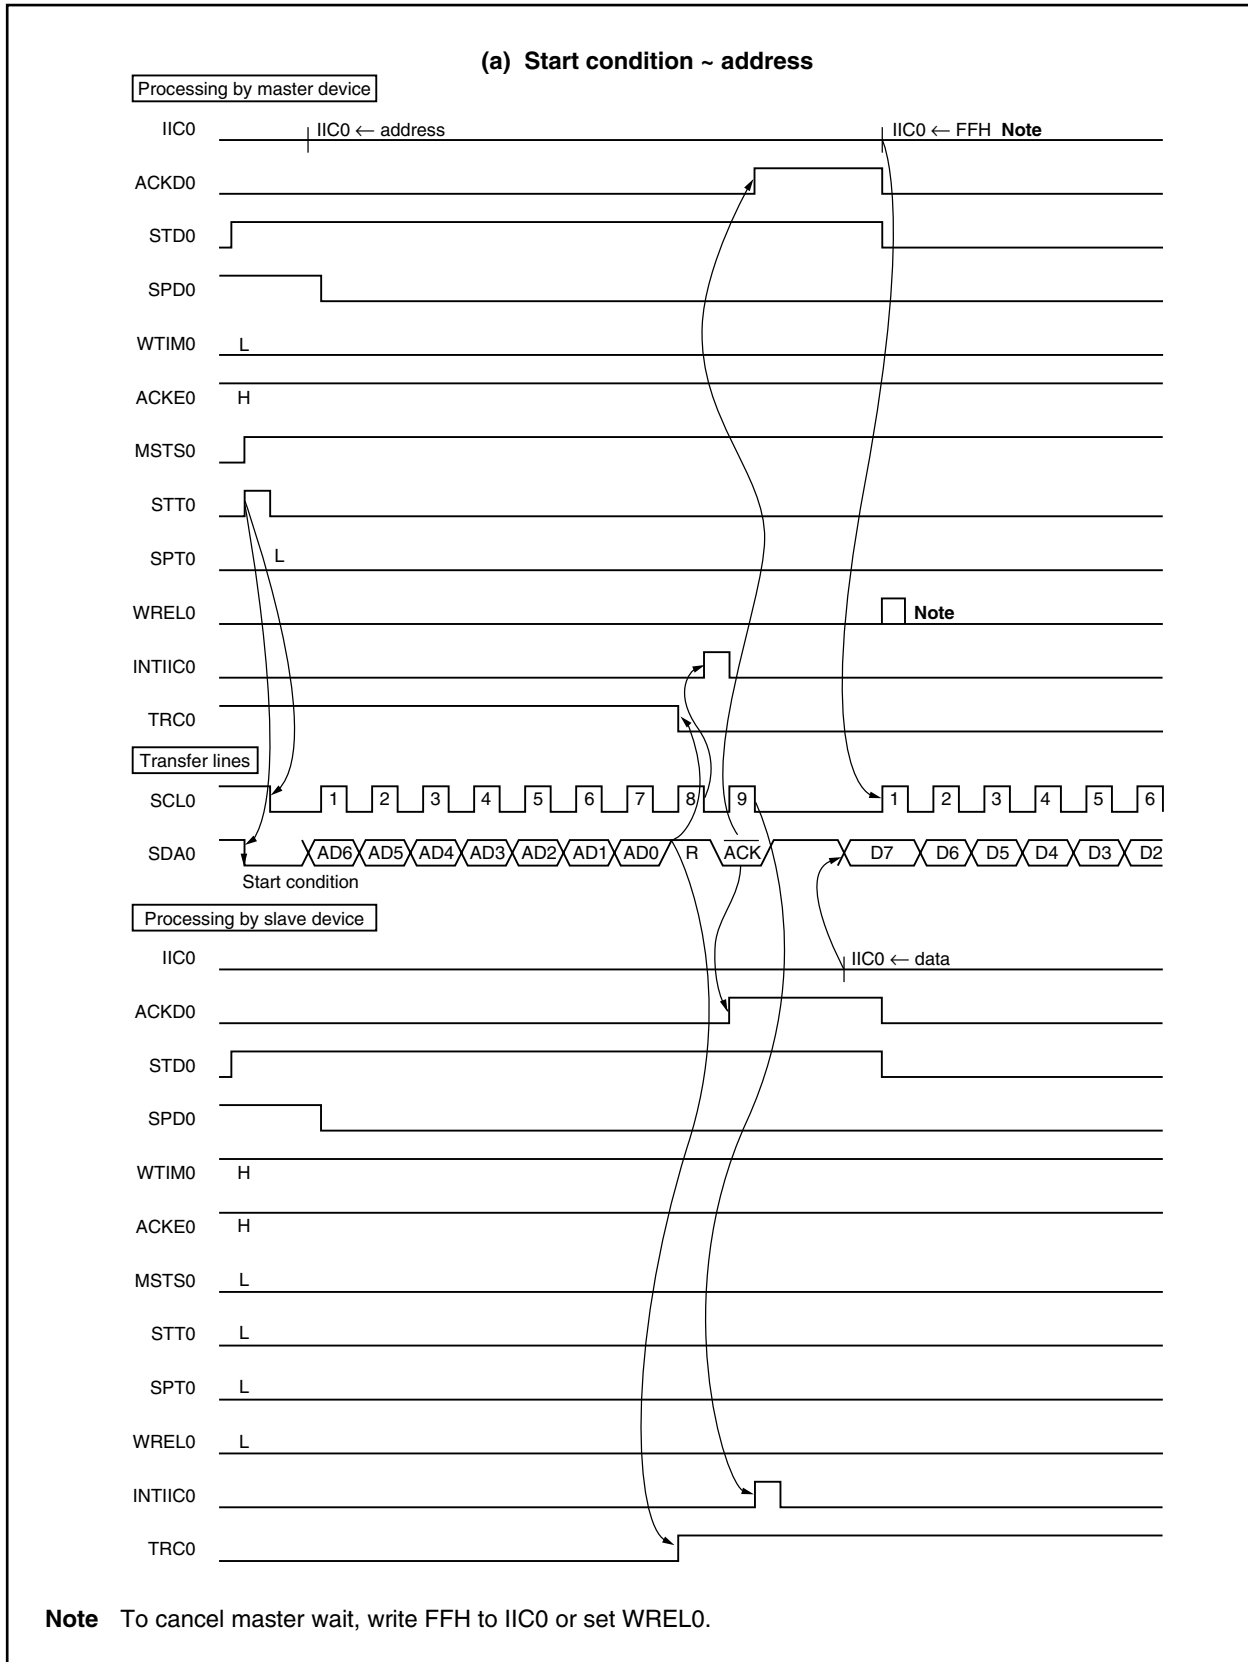 (a) Start condition ~ address
Processing by master device
IIC0 IIC0 ← address IIC0 ← FFH Note
ACKD0
STD0
SPD0
WTIM0 L
ACKE0 H
MSTS0
STT0
SPT0 L
WREL0 Note
INTIIC0
TRC0
Transfer lines
SCL0 1 2 3 4 5 6 7 8 9 1 2 3 4 5 6
SDA0 AD6 AD5 AD4 AD3 AD2 AD1 AD0 R A̅C̅K̅ D7 D6 D5 D4 D3 D2
Start condition
Processing by slave device
IIC0 IIC0 ← data
ACKD0
STD0
SPD0
WTIM0 H
ACKE0 H
MSTS0 L
STT0 L
SPT0 L
WREL0 L
INTIIC0
TRC0
Note To cancel master wait, write FFH to IIC0 or set WREL0.